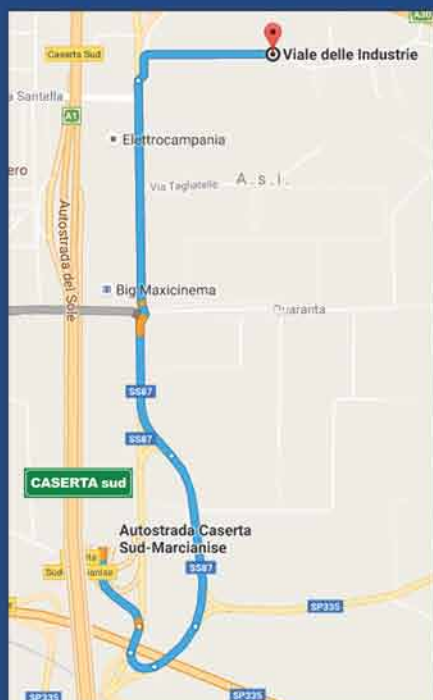 A30
Caserta Sud
Viale delle Industrie
a Santella
A1
Elettrocampania
ero
Via Tagliatelle
A.s.i.
Autostrada del Sole
Big Maxicinema
Quaranta
SS87
SS87
CASERTA sud
Autostrada Caserta
Sud-Marcianise
SS87
SP335
SP335
SP335